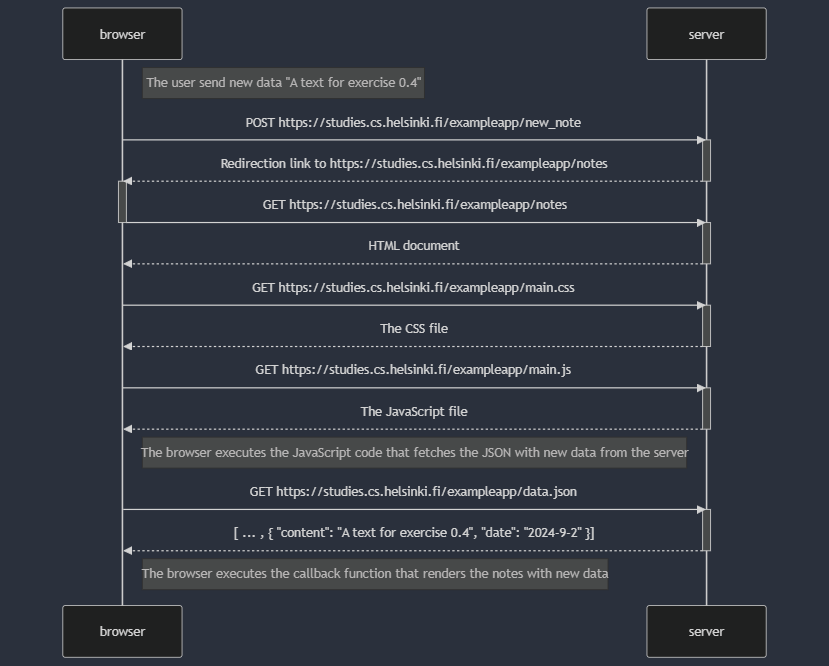 browser
server
The user send new data "A text for exercise 0.4"
POST https://studies.cs.helsinki.fi/exampleapp/new_note
Redirection link to https://studies.cs.helsinki.fi/exampleapp/notes
GET https://studies.cs.helsinki.fi/exampleapp/notes
HTML document
GET https://studies.cs.helsinki.fi/exampleapp/main.css
The CSS file
GET https://studies.cs.helsinki.fi/exampleapp/main.js
The JavaScript file
The browser executes the JavaScript code that fetches the JSON with new data from the server
GET https://studies.cs.helsinki.fi/exampleapp/data.json
[ ... , { "content": "A text for exercise 0.4", "date": "2024-9-2" }]
The browser executes the callback function that renders the notes with new data
browser
server